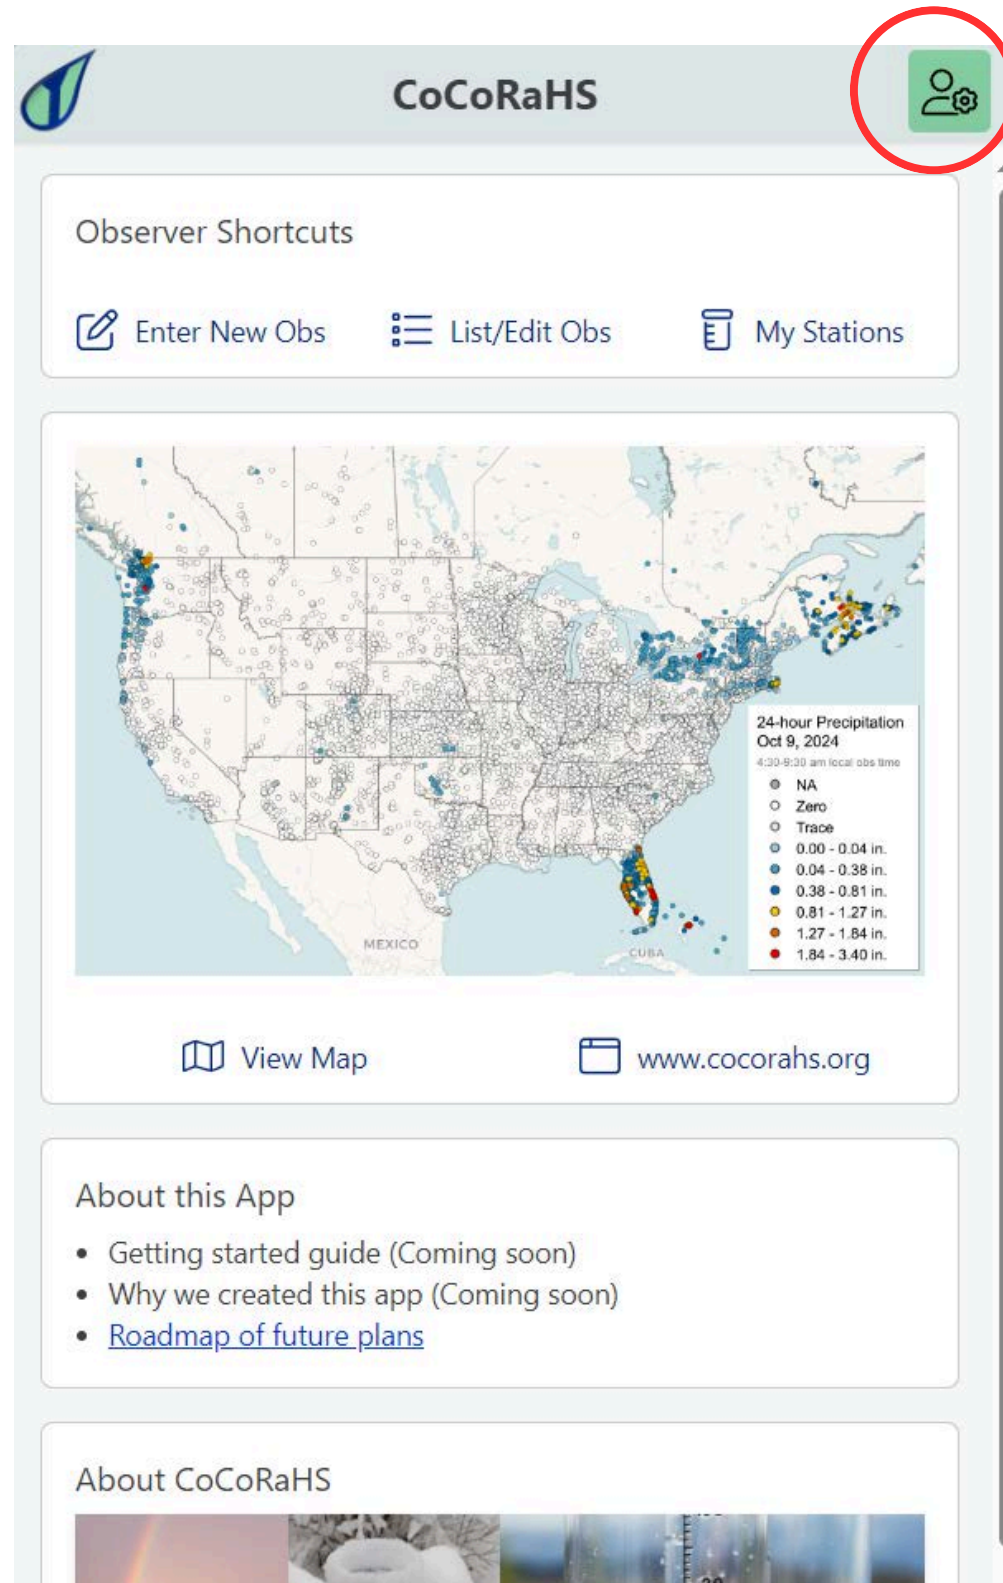 CoCoRaHS
Observer Shortcuts
Enter New Obs
List/Edit Obs
My Stations
24-hour Precipitation
Oct 9, 2024
4:30-9:30 am local obs time
NA
Zero
Trace
0.00 - 0.04 in.
0.04 - 0.38 in.
0.38 - 0.81 in.
0.81 - 1.27 in.
1.27 - 1.84 in.
1.84 - 3.40 in.
MEXICO
CUBA
View Map
www.cocorahs.org
About this App
• Getting started guide (Coming soon)
• Why we created this app (Coming soon)
• Roadmap of future plans
About CoCoRaHS